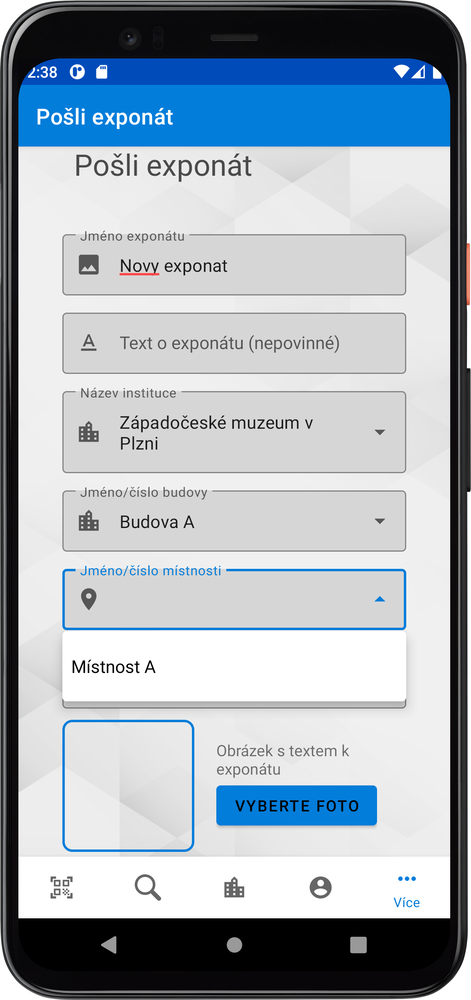 2:38
Pošli exponát
Pošli exponát
Jméno exponátu
Novy exponat
Text o exponátu (nepovinné)
Název instituce
Západočeské muzeum v
Plzni
Jméno/číslo budovy
Budova A
Jméno/číslo místnosti
Místnost A
Obrázek s textem k
exponátu
VYBERTE FOTO
Více